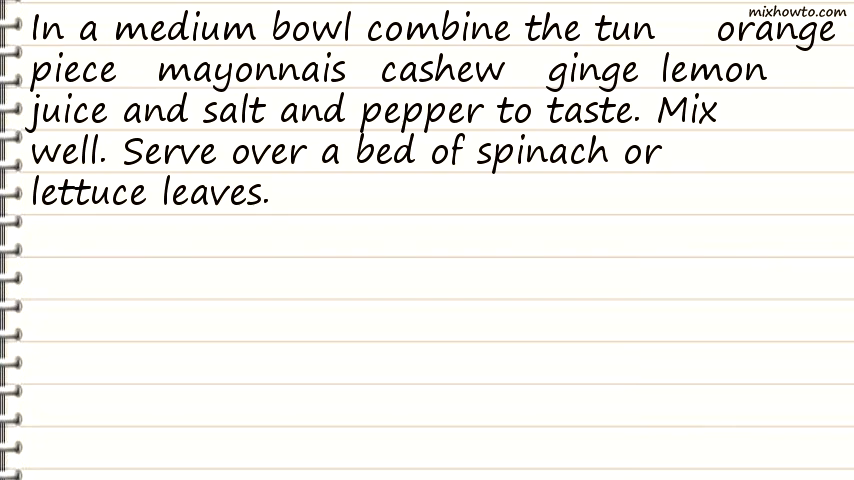 mixhowto.com
In a medium bowl combine the tun orange
piece mayonnais cashew ginge lemon
juice and salt and pepper to taste. Mix
well. Serve over a bed of spinach or
lettuce leaves.